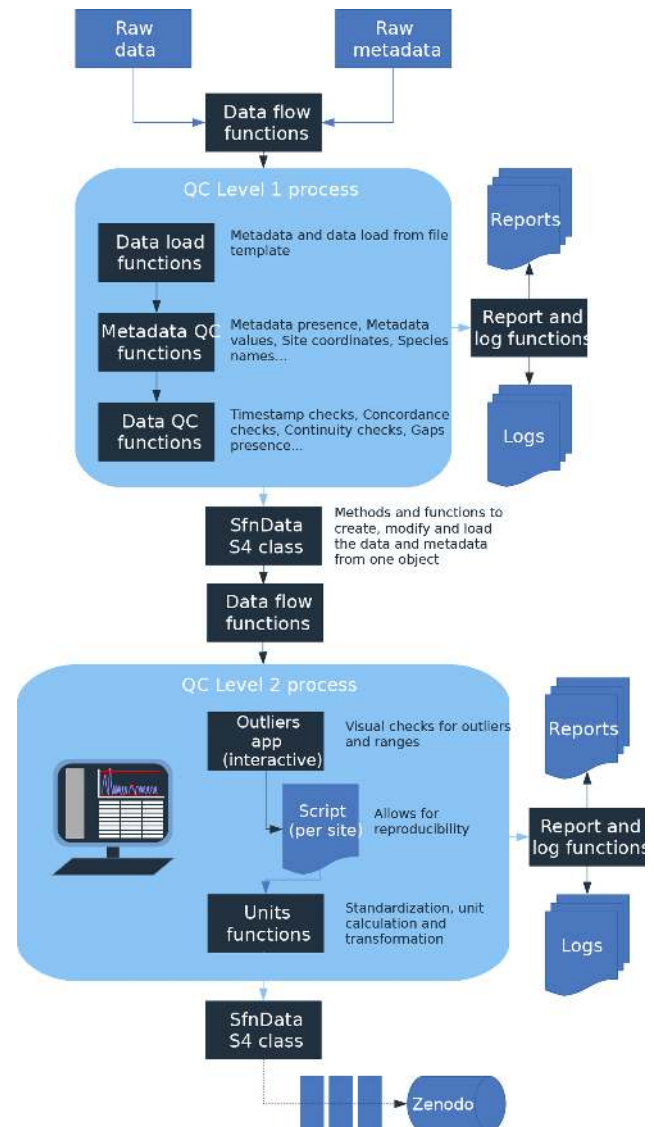 Raw
data
Raw
metadata
Data flow
functions
QC Level 1 process
Data load
functions
Metadata and data load from file
template
Metadata QC
functions
Metadata presence, Metadata
values, Site coordinates, Species
names...
Data QC
functions
Timestamp checks, Concordance
checks, Continuity checks, Gaps
presence...
Reports
Report and
log functions
Logs
SfnData
S4 class
Methods and functions to
create, modify and load
the data and metadata
from one object
Data flow
functions
QC Level 2 process
Outliers
app
(interactive)
Visual checks for outliers
and ranges
Script
(per site)
Allows for
reproducibility
Units
functions
Standardization, unit
calculation and
transformation
Reports
Report and
log functions
Logs
SfnData
S4 class
Zenodo